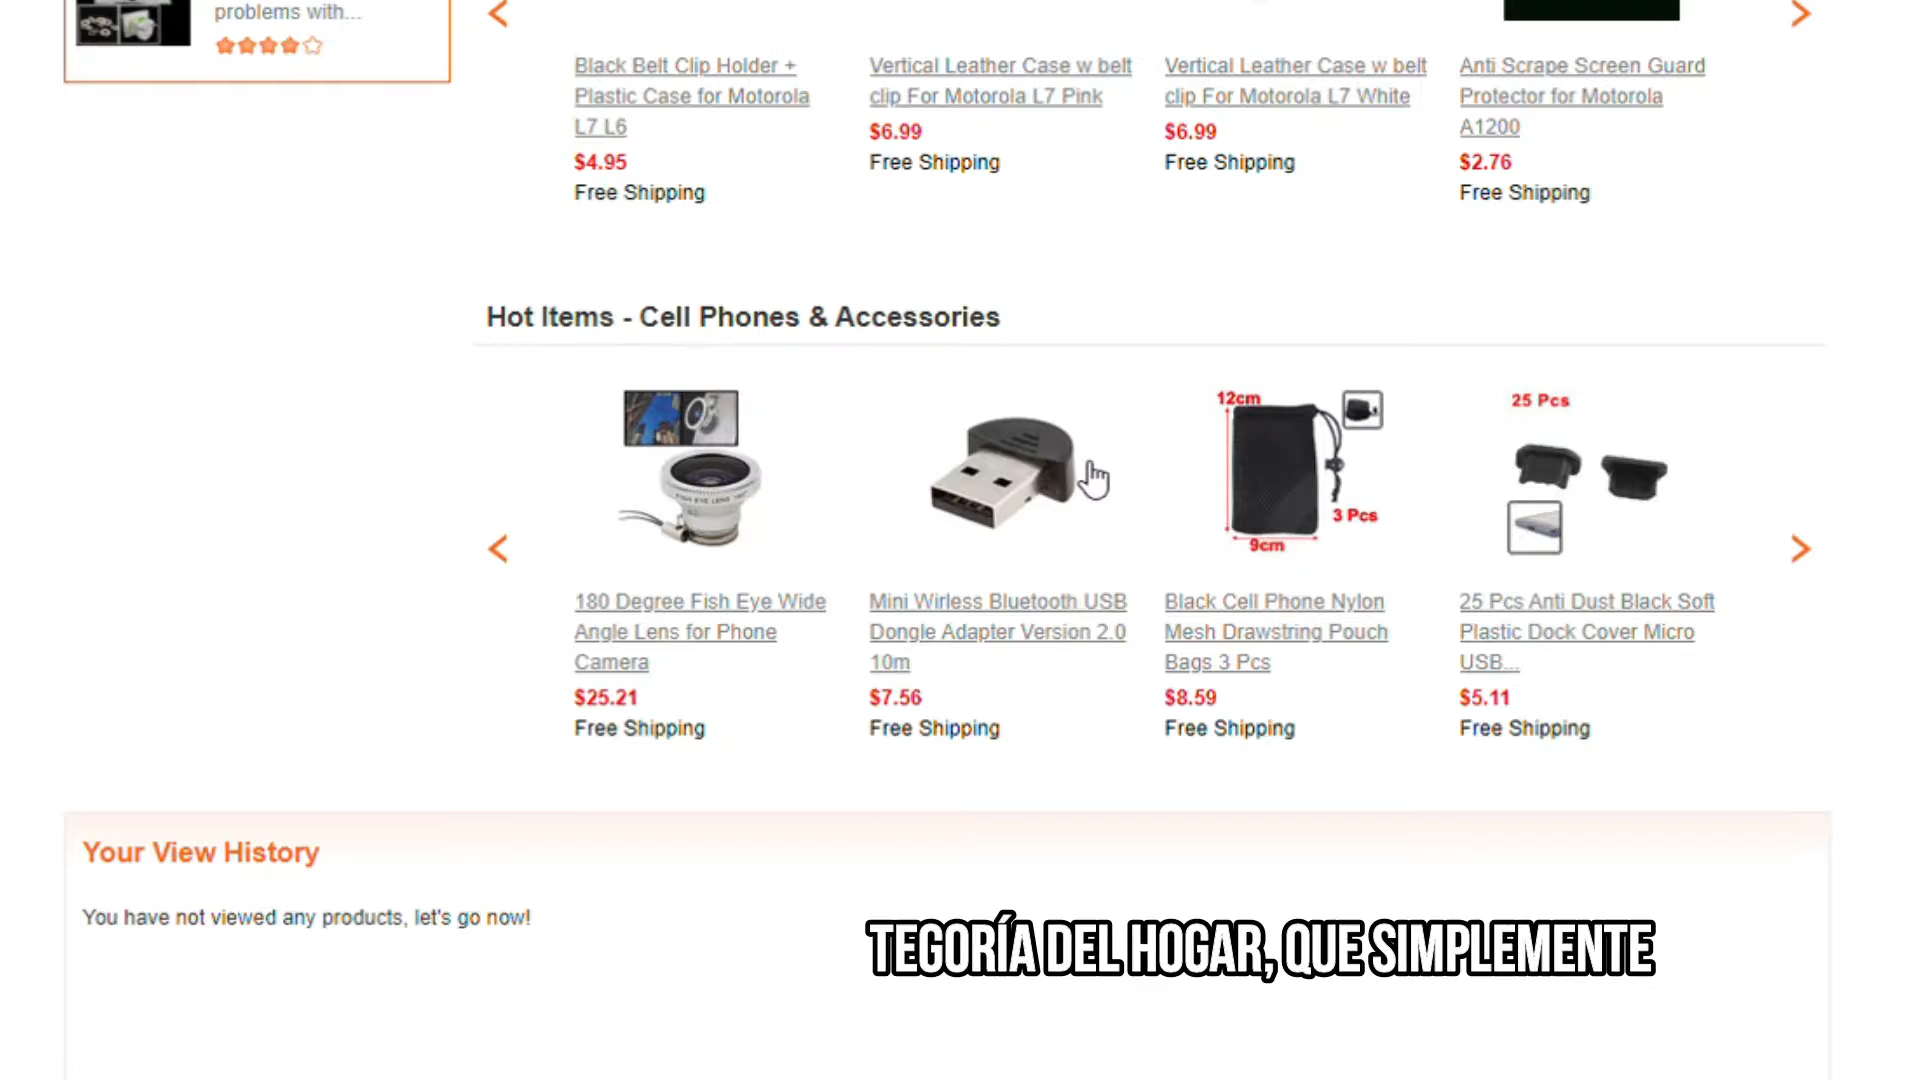 problems with...
Black Belt Clip Holder +
Plastic Case for Motorola
L7 L6
$4.95
Free Shipping
Vertical Leather Case w belt
clip For Motorola L7 Pink
$6.99
Free Shipping
Vertical Leather Case w belt
clip For Motorola L7 White
$6.99
Free Shipping
Anti Scrape Screen Guard
Protector for Motorola
A1200
$2.76
Free Shipping
Hot Items - Cell Phones & Accessories
12cm
3 Pcs
9cm
25 Pcs
180 Degree Fish Eye Wide
Angle Lens for Phone
Camera
$25.21
Free Shipping
Mini Wirless Bluetooth USB
Dongle Adapter Version 2.0
10m
$7.56
Free Shipping
Black Cell Phone Nylon
Mesh Drawstring Pouch
Bags 3 Pcs
$8.59
Free Shipping
25 Pcs Anti Dust Black Soft
Plastic Dock Cover Micro
USB...
$5.11
Free Shipping
Your View History
You have not viewed any products, let's go now!
TEGORÍA DEL HOGAR, QUE SIMPLEMENTE